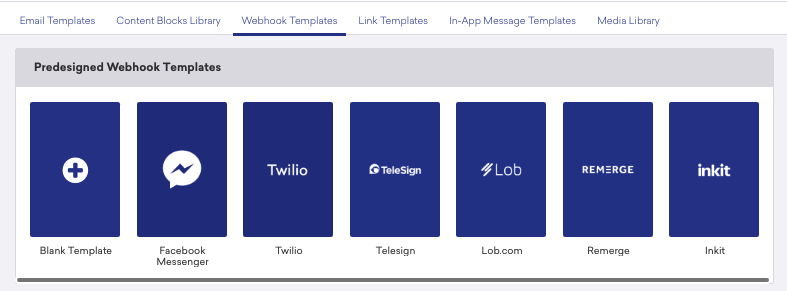 Email Templates Content Blocks Library Webhook Templates Link Templates In-App Message Templates Media Library
Predesigned Webhook Templates
Twilio TeleSign Lob REMERGE inkit
Blank Template Facebook Messenger Twilio Telesign Lob.com Remerge Inkit